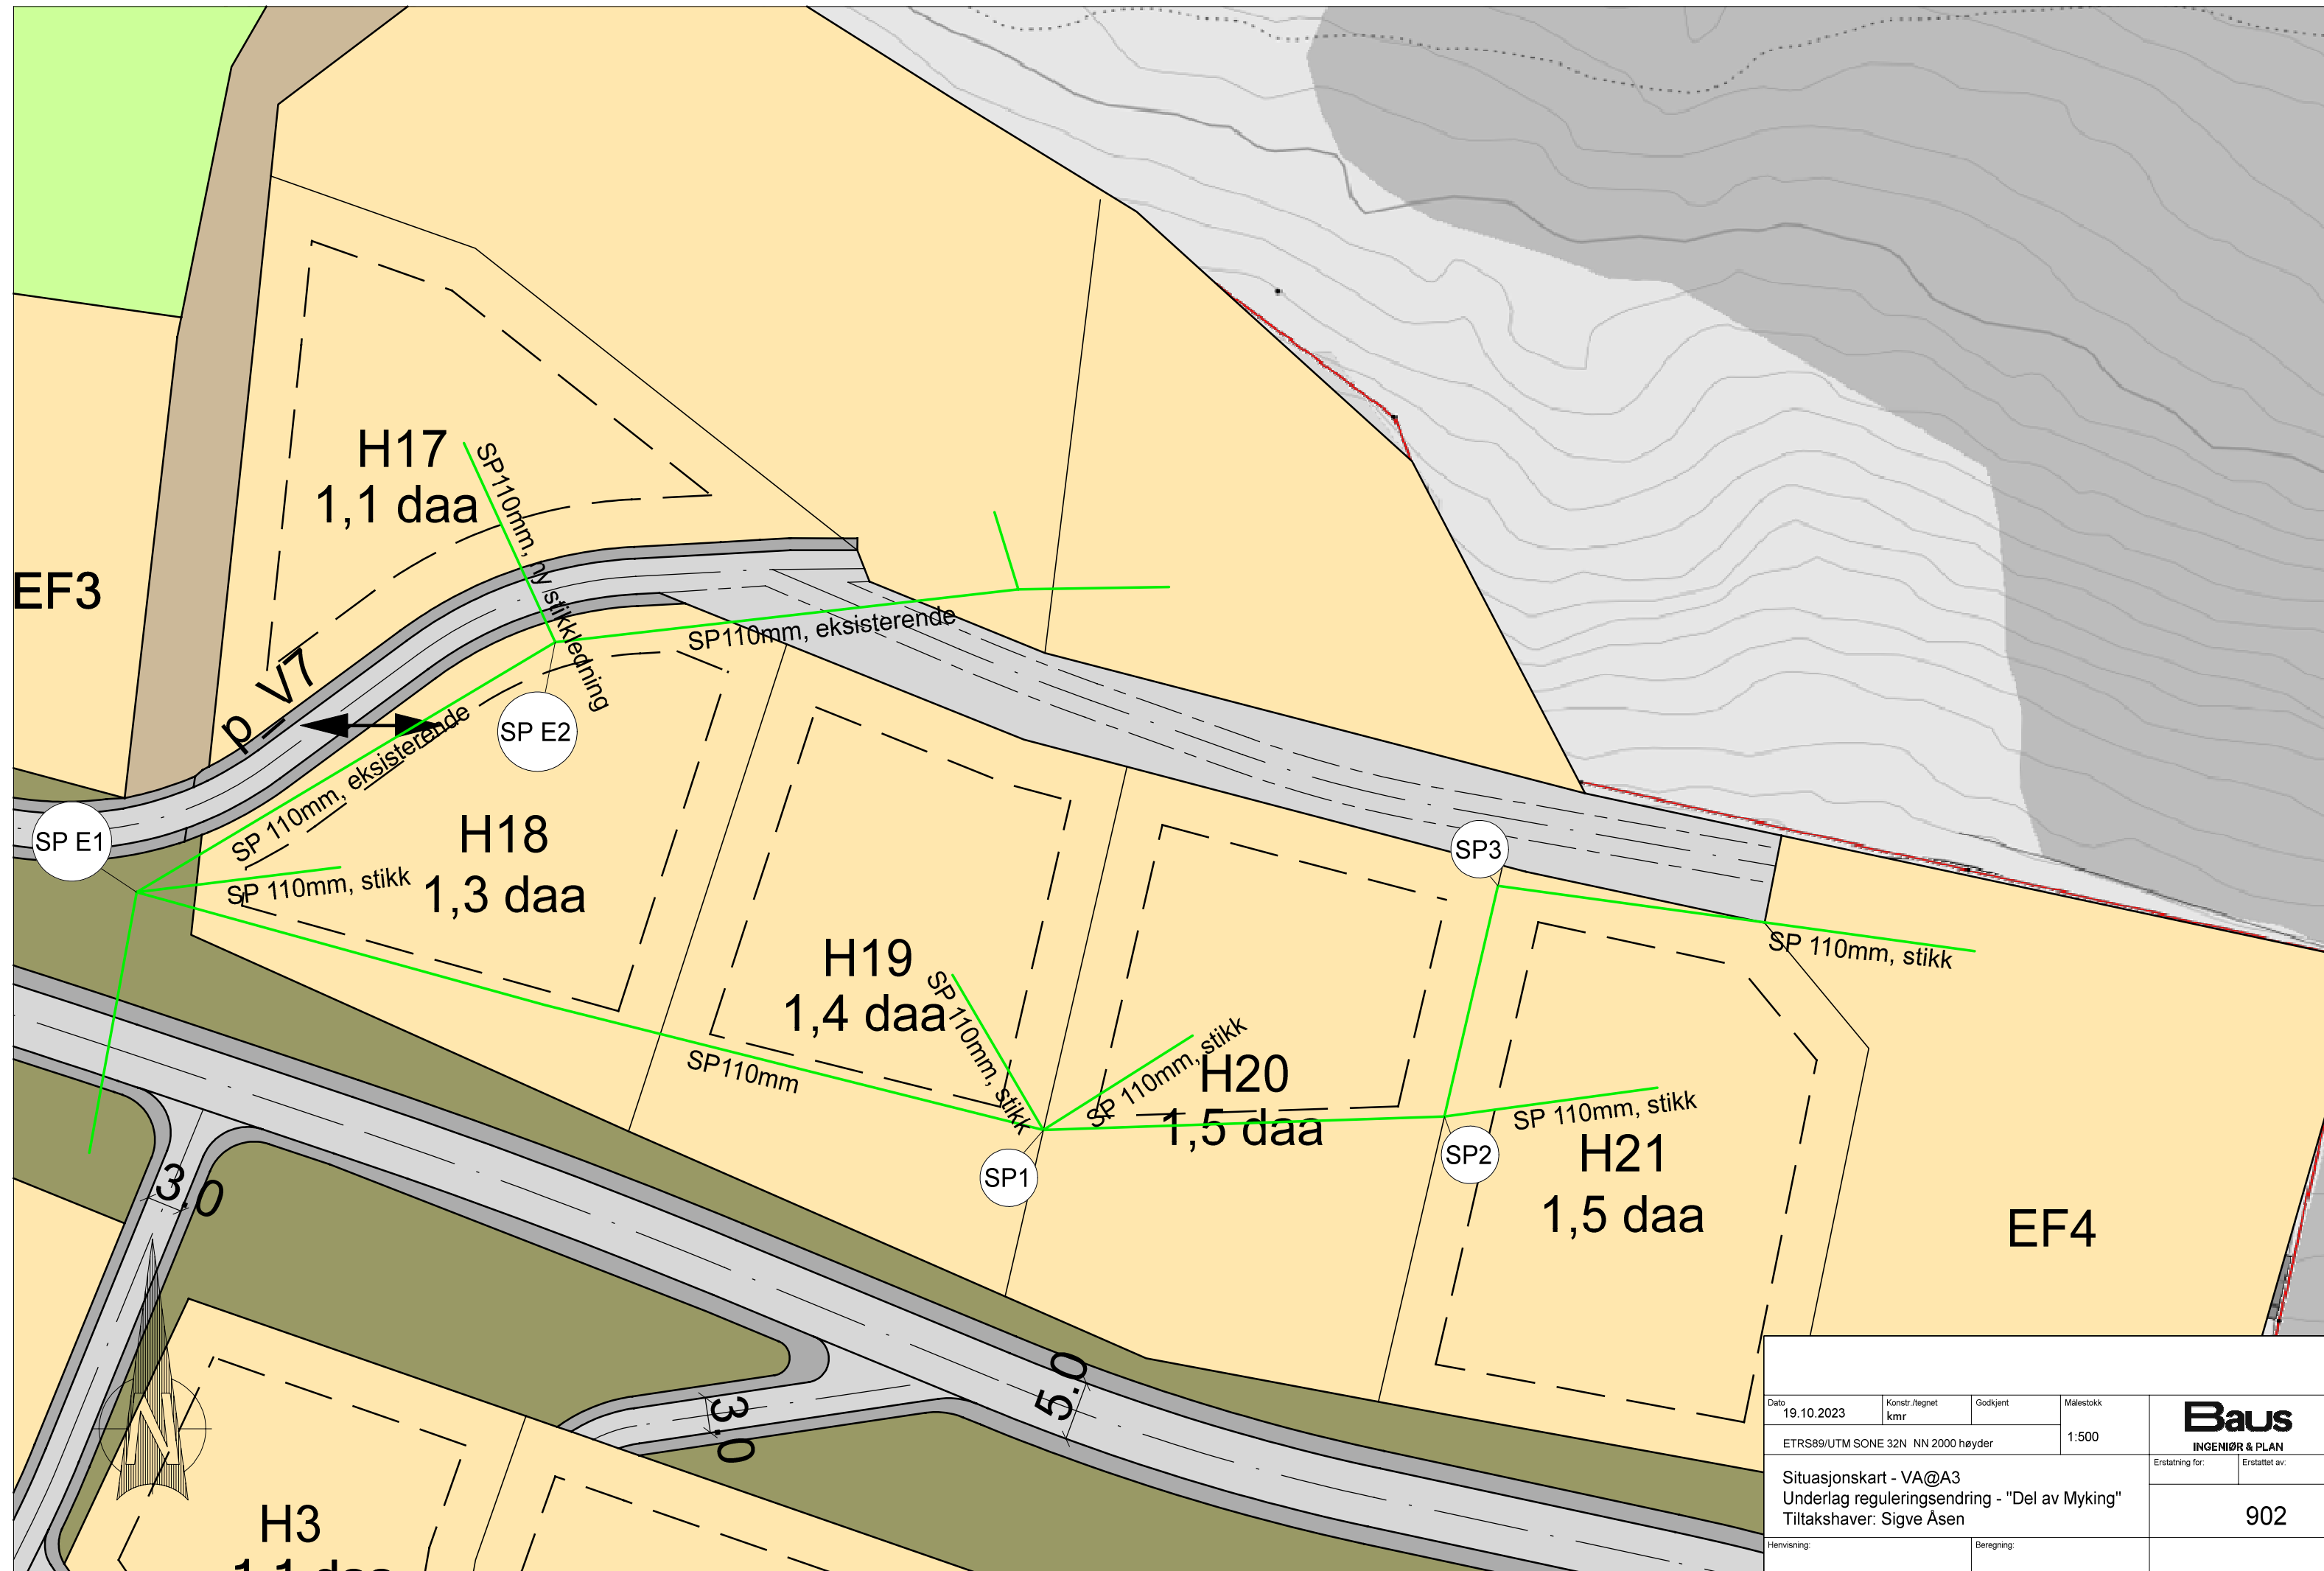 H17
1,1 daa
SP110mm, ny stikkledning
EF3
SP110mm, eksisterende
p_V7
SP E2
SP 110mm, eksisterende
SP E1
H18
1,3 daa
SP 110mm, stikk
SP3
SP 110mm, stikk
H19
1,4 daa
SP 110mm, stikk
SP110mm
SP 110mm, stikk
H20
1,5 daa
SP 110mm, stikk
SP1
SP2
H21
1,5 daa
EF4
3.0
5.0
3.0
N
H3
1,1 daa
Dato
19.10.2023
Konstr./tegnet
kmr
Godkjent
Målestokk
1:500
ETRS89/UTM SONE 32N NN 2000 høyder
Baus
INGENIØR & PLAN
Erstatning for:
Erstattet av:
Situasjonskart - VA@A3
Underlag reguleringsendring - "Del av Myking"
Tiltakshaver: Sigve Åsen
902
Henvisning:
Beregning: